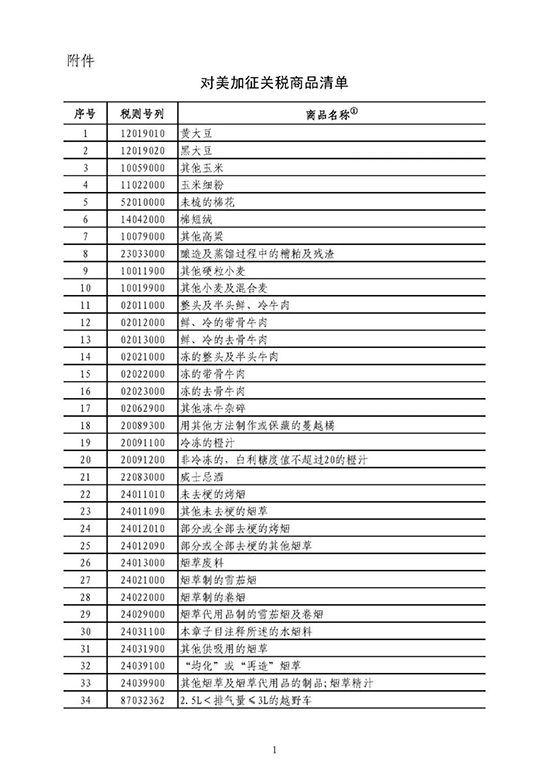 附件
对美加征关税商品清单
序号 税则号列 商品名称①
1 12019010 黄大豆
2 12019020 黑大豆
3 10059000 其他玉米
4 11022000 玉米细粉
5 52010000 未梳的棉花
6 14042000 棉短绒
7 10079000 其他高粱
8 23033000 酿造及蒸馏过程中的糟粕及残渣
9 10011900 其他硬粒小麦
10 10019900 其他小麦及混合麦
11 02011000 整头及半头鲜、冷牛肉
12 02012000 鲜、冷的带骨牛肉
13 02013000 鲜、冷的去骨牛肉
14 02021000 冻的整头及半头牛肉
15 02022000 冻的带骨牛肉
16 02023000 冻的去骨牛肉
17 02062900 其他冻牛杂碎
18 20089300 用其他方法制作或保藏的蔓越橘
19 20091100 冷冻的橙汁
20 20091200 非冷冻的，白利糖度值不超过20的橙汁
21 22083000 威士忌酒
22 24011010 未去梗的烤烟
23 24011090 其他未去梗的烟草
24 24012010 部分或全部去梗的烤烟
25 24012090 部分或全部去梗的其他烟草
26 24013000 烟草废料
27 24021000 烟草制的雪茄烟
28 24022000 烟草制的卷烟
29 24029000 烟草代用品制的雪茄烟及卷烟
30 24031100 本章子目注释所述的水烟料
31 24031900 其他供吸用的烟草
32 24039100 “均化”或“再造”烟草
33 24039900 其他烟草及烟草代用品的制品；烟草精汁
34 87032362 2.5L＜排气量≤3L的越野车
1